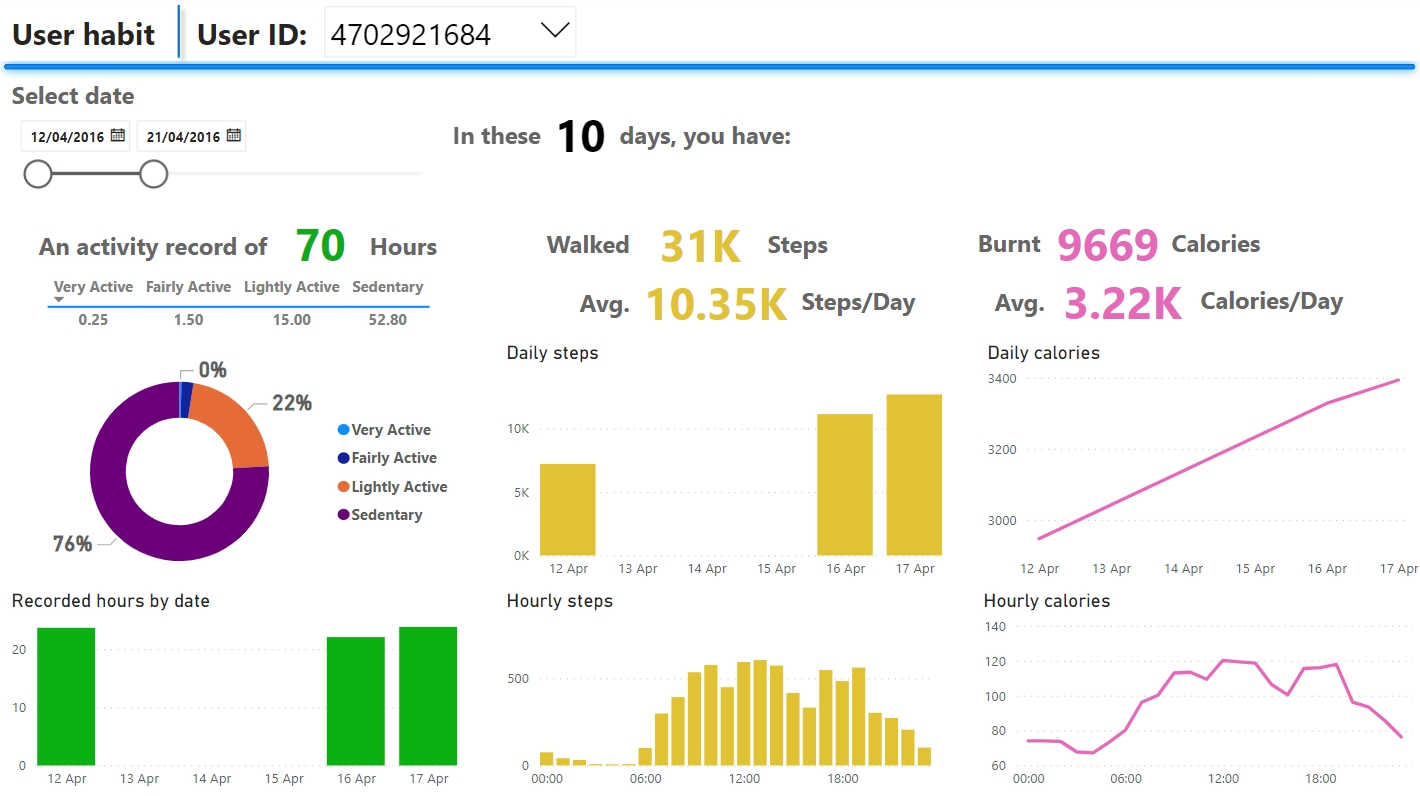 User habit User ID: 4702921684
Select date
12/04/2016 21/04/2016
In these 10 days, you have:
An activity record of 70 Hours
Very Active Fairly Active Lightly Active Sedentary
0.25 1.50 15.00 52.80
Walked 31K Steps
Avg. 10.35K Steps/Day
Burnt 9669 Calories
Avg. 3.22K Calories/Day
0%
22%
76%
Very Active
Fairly Active
Lightly Active
Sedentary
Daily steps
10K
5K
0K
12 Apr 13 Apr 14 Apr 15 Apr 16 Apr 17 Apr
Daily calories
3400
3200
3000
12 Apr 13 Apr 14 Apr 15 Apr 16 Apr 17 Apr
Recorded hours by date
20
10
0
12 Apr 13 Apr 14 Apr 15 Apr 16 Apr 17 Apr
Hourly steps
500
0
00:00 06:00 12:00 18:00
Hourly calories
140
120
100
80
60
00:00 06:00 12:00 18:00